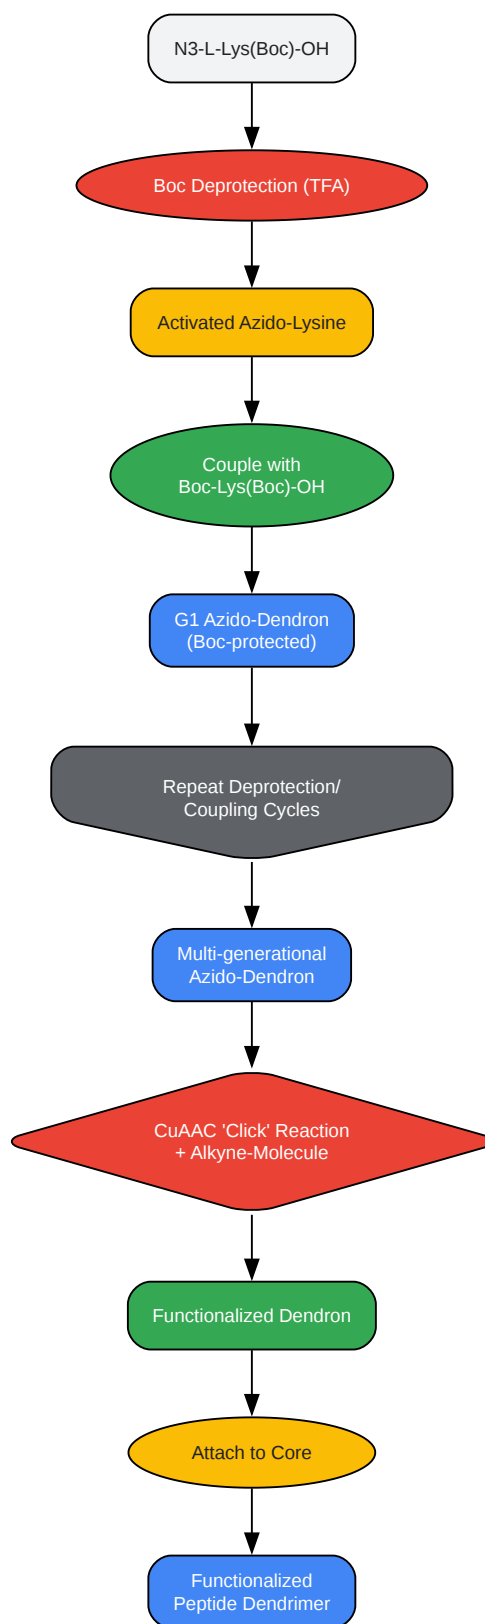 N3-L-Lys(Boc)-OH
Boc Deprotection (TFA)
Activated Azido-Lysine
Couple with
Boc-Lys(Boc)-OH
G1 Azido-Dendron
(Boc-protected)
Repeat Deprotection/
Coupling Cycles
Multi-generational
Azido-Dendron
CuAAC 'Click' Reaction
+ Alkyne-Molecule
Functionalized Dendron
Attach to Core
Functionalized
Peptide Dendrimer